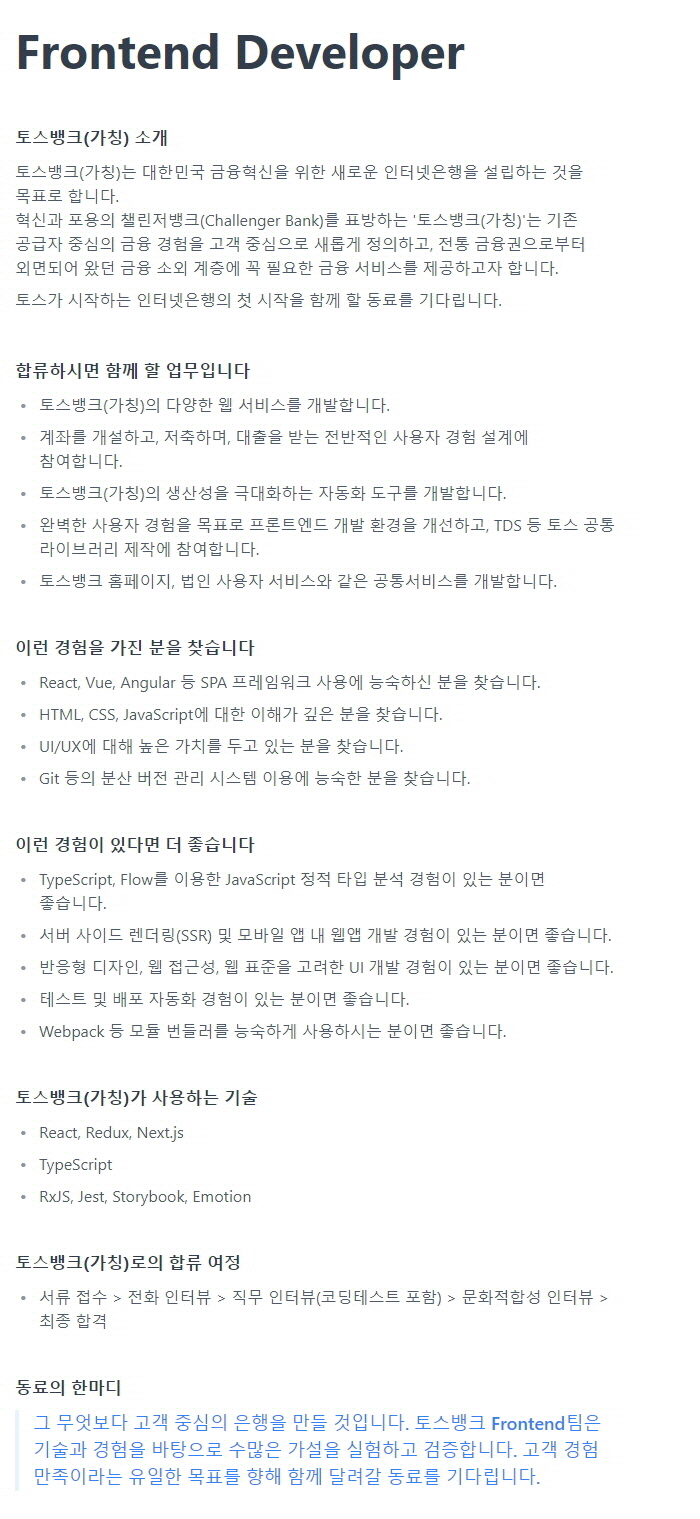 Frontend Developer
토스뱅크(가칭) 소개
토스뱅크(가칭)는 대한민국 금융혁신을 위한 새로운 인터넷은행을 설립하는 것을
목표로 합니다.
혁신과 포용의 챌린저뱅크(Challenger Bank)를 표방하는 '토스뱅크(가칭)'는 기존
공급자 중심의 금융 경험을 고객 중심으로 새롭게 정의하고, 전통 금융권으로부터
외면되어 왔던 금융 소외 계층에 꼭 필요한 금융 서비스를 제공하고자 합니다.
토스가 시작하는 인터넷은행의 첫 시작을 함께 할 동료를 기다립니다.
합류하시면 함께 할 업무입니다
• 토스뱅크(가칭)의 다양한 웹 서비스를 개발합니다.
• 계좌를 개설하고, 저축하며, 대출을 받는 전반적인 사용자 경험 설계에
참여합니다.
• 토스뱅크(가칭)의 생산성을 극대화하는 자동화 도구를 개발합니다.
• 완벽한 사용자 경험을 목표로 프론트엔드 개발 환경을 개선하고, TDS 등 토스 공통
라이브러리 제작에 참여합니다.
• 토스뱅크 홈페이지, 법인 사용자 서비스와 같은 공통서비스를 개발합니다.
이런 경험을 가진 분을 찾습니다
• React, Vue, Angular 등 SPA 프레임워크 사용에 능숙하신 분을 찾습니다.
• HTML, CSS, JavaScript에 대한 이해가 깊은 분을 찾습니다.
• UI/UX에 대해 높은 가치를 두고 있는 분을 찾습니다.
• Git 등의 분산 버전 관리 시스템 이용에 능숙한 분을 찾습니다.
이런 경험이 있다면 더 좋습니다
• TypeScript, Flow를 이용한 JavaScript 정적 타입 분석 경험이 있는 분이면
좋습니다.
• 서버 사이드 렌더링(SSR) 및 모바일 앱 내 웹앱 개발 경험이 있는 분이면 좋습니다.
• 반응형 디자인, 웹 접근성, 웹 표준을 고려한 UI 개발 경험이 있는 분이면 좋습니다.
• 테스트 및 배포 자동화 경험이 있는 분이면 좋습니다.
• Webpack 등 모듈 번들러를 능숙하게 사용하시는 분이면 좋습니다.
토스뱅크(가칭)가 사용하는 기술
• React, Redux, Next.js
• TypeScript
• RxJS, Jest, Storybook, Emotion
토스뱅크(가칭)로의 합류 여정
• 서류 접수 > 전화 인터뷰 > 직무 인터뷰(코딩테스트 포함) > 문화적합성 인터뷰 >
최종 합격
동료의 한마디
그 무엇보다 고객 중심의 은행을 만들 것입니다. 토스뱅크 Frontend팀은
기술과 경험을 바탕으로 수많은 가설을 실험하고 검증합니다. 고객 경험
만족이라는 유일한 목표를 향해 함께 달려갈 동료를 기다립니다.